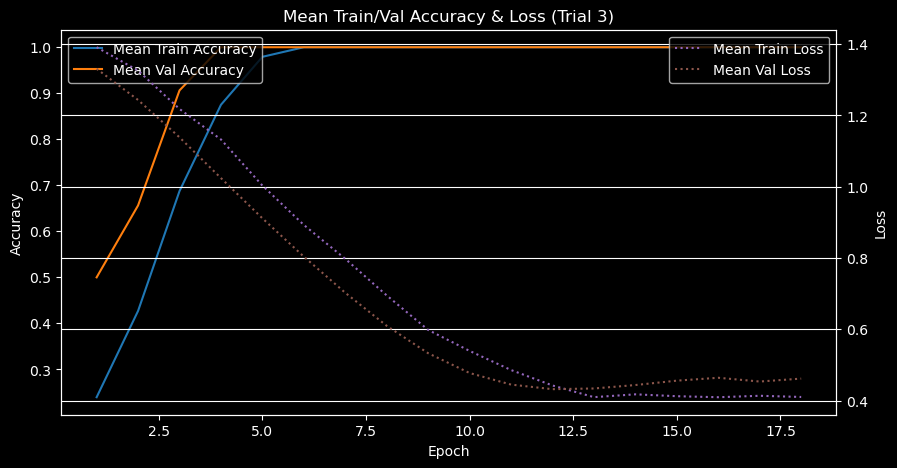 Mean Train/Val Accuracy & Loss (Trial 3)
Mean Train Accuracy
Mean Val Accuracy
Mean Train Loss
Mean Val Loss
1.0
0.9
0.8
0.7
0.6
0.5
0.4
0.3
Accuracy
1.4
1.2
1.0
0.8
0.6
0.4
Loss
2.5 5.0 7.5 10.0 12.5 15.0 17.5
Epoch